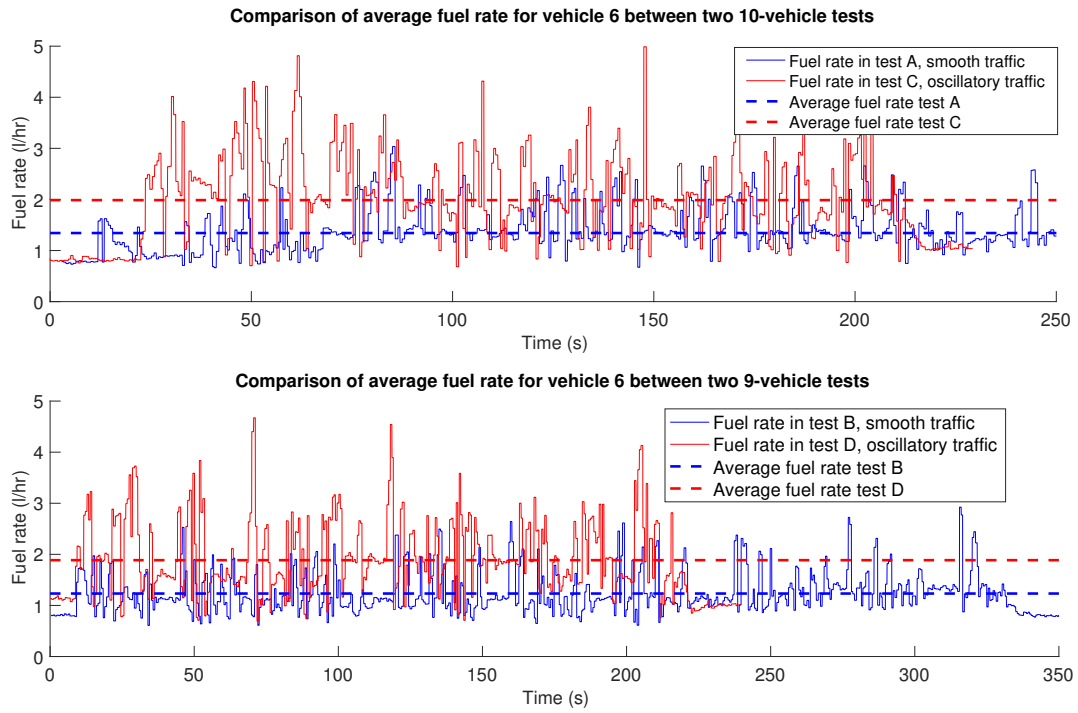 Comparison of average fuel rate for vehicle 6 between two 10-vehicle tests
5
4
3
2
1
0
Fuel rate (l/hr)
Fuel rate in test A, smooth traffic
Fuel rate in test C, oscillatory traffic
Average fuel rate test A
Average fuel rate test C
0 50 100 150 200 250
Time (s)
Comparison of average fuel rate for vehicle 6 between two 9-vehicle tests
5
4
3
2
1
0
Fuel rate (l/hr)
Fuel rate in test B, smooth traffic
Fuel rate in test D, oscillatory traffic
Average fuel rate test B
Average fuel rate test D
0 50 100 150 200 250 300 350
Time (s)